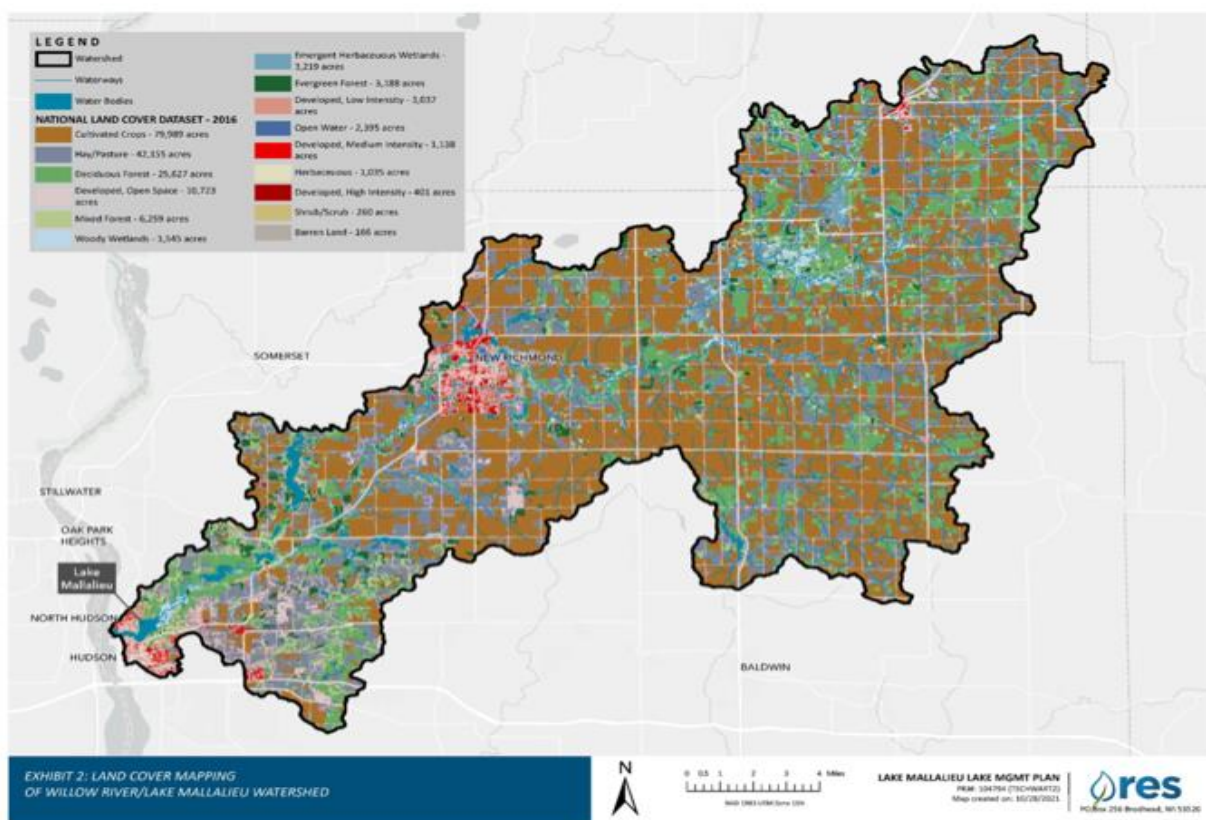 LEGEND
Watershed
Waterways
Water Bodies
NATIONAL LAND COVER DATASET - 2016
Cultivated Crops - 79,989 acres
Hay/Pasture - 42,155 acres
Deciduous Forest - 25,627 acres
Developed, Open Space - 10,723
acres
Mixed Forest - 6,259 acres
Woody Wetlands - 3,545 acres
Emergent Herbaceous Wetlands -
3,219 acres
Evergreen Forest - 3,188 acres
Developed, Low Intensity - 3,037
acres
Open Water - 2,395 acres
Developed, Medium Intensity - 1,138
acres
Herbaceous - 1,035 acres
Developed, High Intensity - 401 acres
Shrub/Scrub - 260 acres
Barren Land - 166 acres
SOMERSET
NEW RICHMOND
STILLWATER
OAK PARK
HEIGHTS
Lake
Mallalieu
NORTH HUDSON
HUDSON
BALDWIN
EXHIBIT 2: LAND COVER MAPPING
OF WILLOW RIVER/LAKE MALLALIEU WATERSHED
N
0 0.5 1 2 3 4 Miles
LAKE MALLALIEU LAKE MGMT PLAN
Map created on: 10/28/2021
res